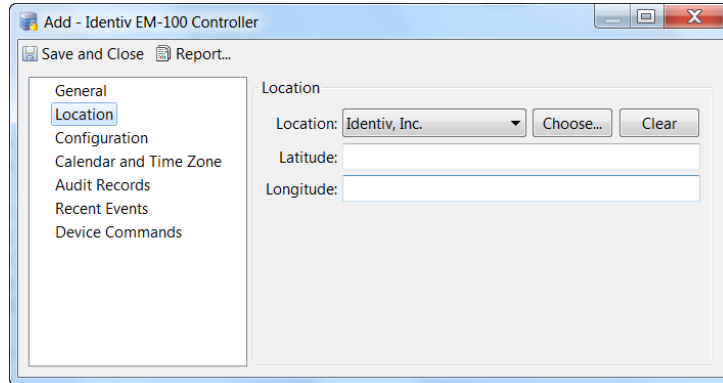 Add - Identiv EM-100 Controller
Save and Close Report...
General
Location
Configuration
Calendar and Time Zone
Audit Records
Recent Events
Device Commands
Location
Location: Identiv, Inc. Choose... Clear
Latitude:
Longitude: